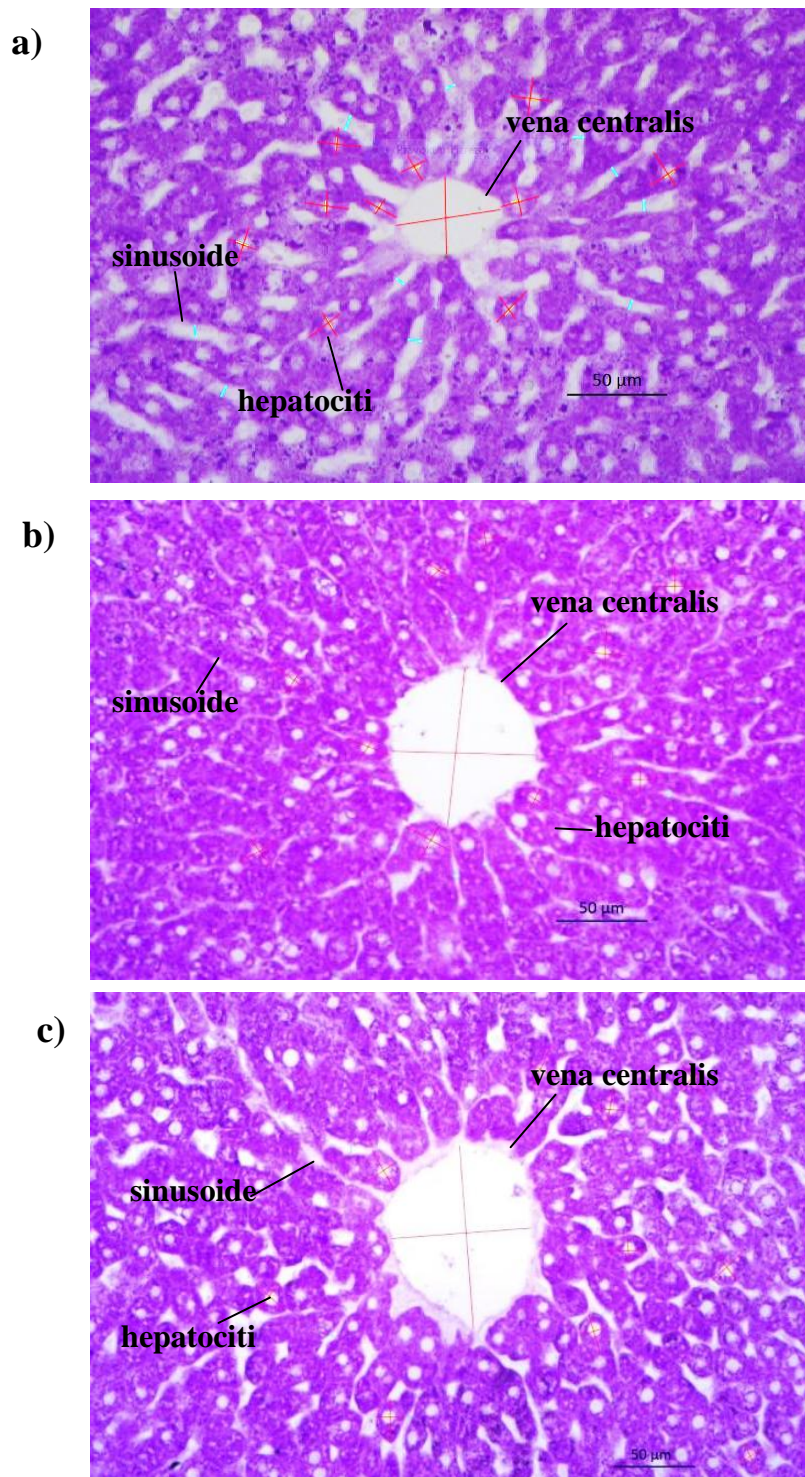 a)
vena centralis
sinusoide
hepatociti
50 µm
b)
vena centralis
sinusoide
hepatociti
50 µm
c)
vena centralis
sinusoide
hepatociti
50 µm